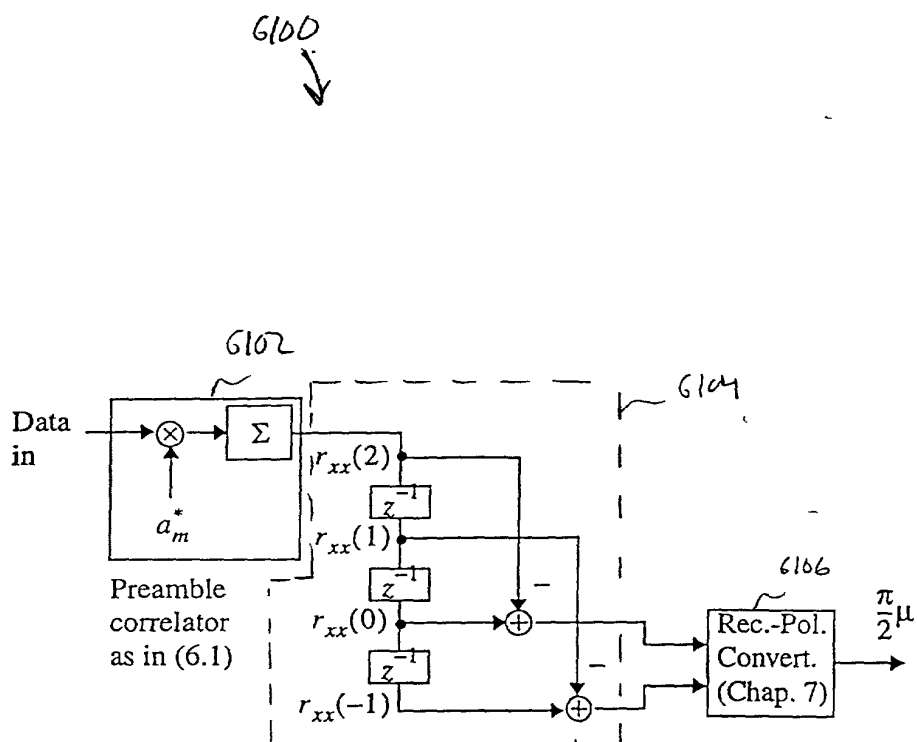 6100
6102
6104
Data
in
Σ
a*m
rxx(2)
z⁻¹
rxx(1)
z⁻¹
rxx(0)
z⁻¹
rxx(−1)
−
−
Preamble
correlator
as in (6.1)
6106
Rec.-Pol.
Convert.
(Chap. 7)
π/2 μ